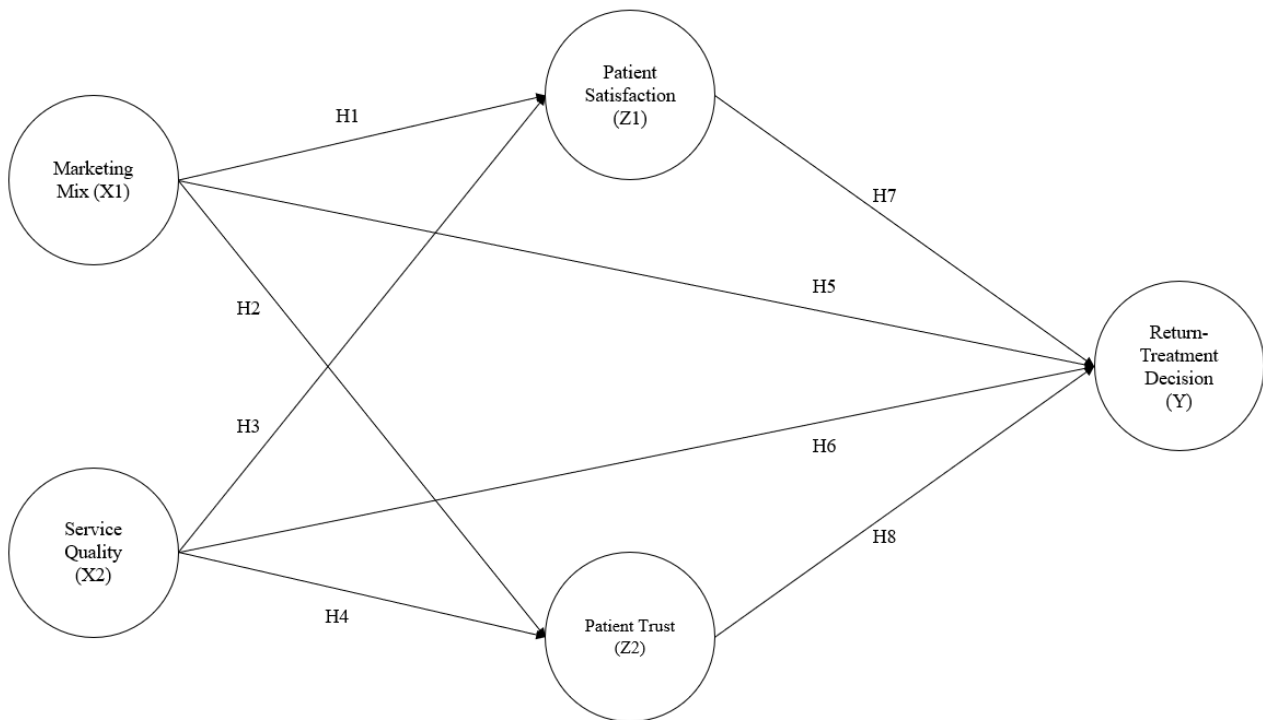 Patient
Satisfaction
(Z1)
H1
Marketing
Mix (X1)
H7
H5
H2
Return-
Treatment
Decision
(Y)
H3
H6
Service
Quality
(X2)
H8
H4
Patient Trust
(Z2)